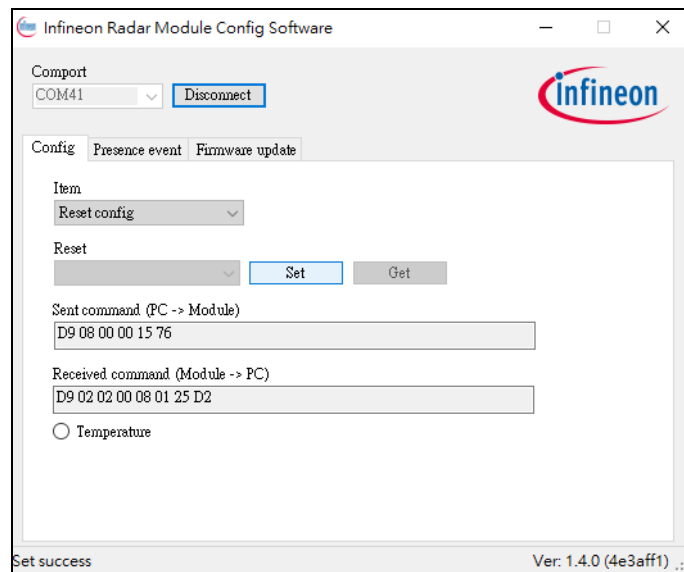 Infineon Radar Module Config Software
Comport
COM41
Disconnect
infineon
Config Presence event Firmware update
Item
Reset config
Reset
Set Get
Sent command (PC -> Module)
D9 08 00 00 15 76
Received command (Module -> PC)
D9 02 02 00 08 01 25 D2
Temperature
Set success Ver: 1.4.0 (4e3aff1)